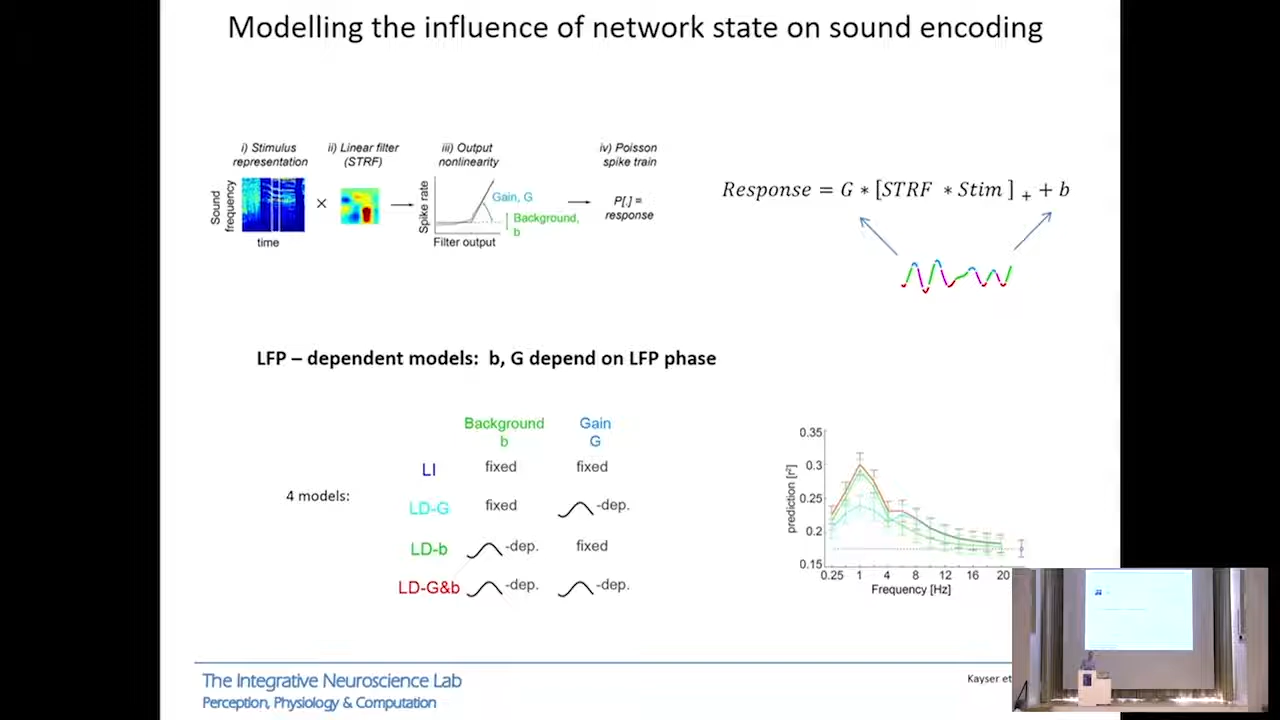 Modelling the influence of network state on sound encoding
i) Stimulus representation
ii) Linear filter (STRF)
iii) Output nonlinearity
iv) Poisson spike train
Sound frequency
time
×
Spike rate
Gain, G
Background, b
Filter output
P[.] = response
Response = G ∗ [STRF ∗ Stim ] + + b
LFP – dependent models: b, G depend on LFP phase
Background b
Gain G
4 models:
LI fixed fixed
LD-G fixed -dep.
LD-b -dep. fixed
LD-G&b -dep. -dep.
prediction [r²]
0.35
0.3
0.25
0.2
0.15
0.25 1 4 8 12 16 20
Frequency [Hz]
The Integrative Neuroscience Lab
Perception, Physiology & Computation
Kayser et